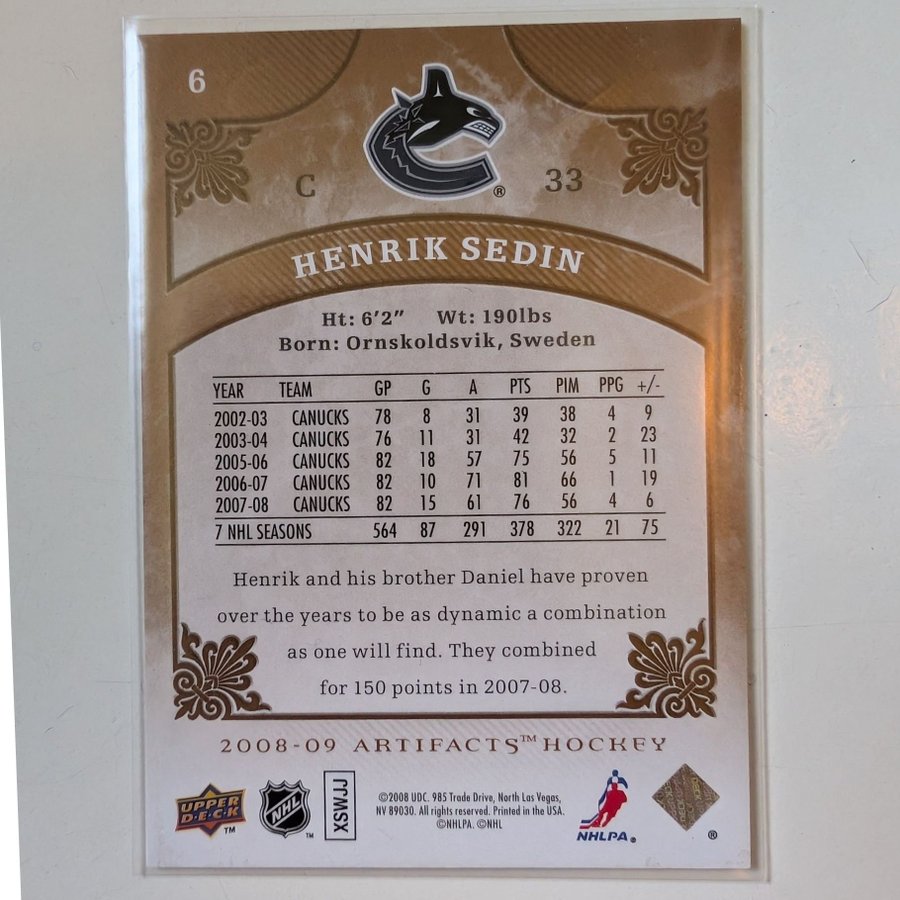 6
C 33
®
HENRIK SEDIN
Ht: 6'2" Wt: 190lbs
Born: Ornskoldsvik, Sweden
YEAR TEAM GP G A PTS PIM PPG +/-
2002-03 CANUCKS 78 8 31 39 38 4 9
2003-04 CANUCKS 76 11 31 42 32 2 23
2005-06 CANUCKS 82 18 57 75 56 5 11
2006-07 CANUCKS 82 10 71 81 66 1 19
2007-08 CANUCKS 82 15 61 76 56 4 6
7 NHL SEASONS 564 87 291 378 322 21 75
Henrik and his brother Daniel have proven
over the years to be as dynamic a combination
as one will find. They combined
for 150 points in 2007-08.
2008-09 ARTIFACTS™ HOCKEY
UPPER
D·E·C·K
™
NHL
™
XSWJJ
©2008 UDC. 985 Trade Drive, North Las Vegas,
NV 89030. All rights reserved. Printed in the USA.
©NHLPA. ©NHL
NHLPA®
®